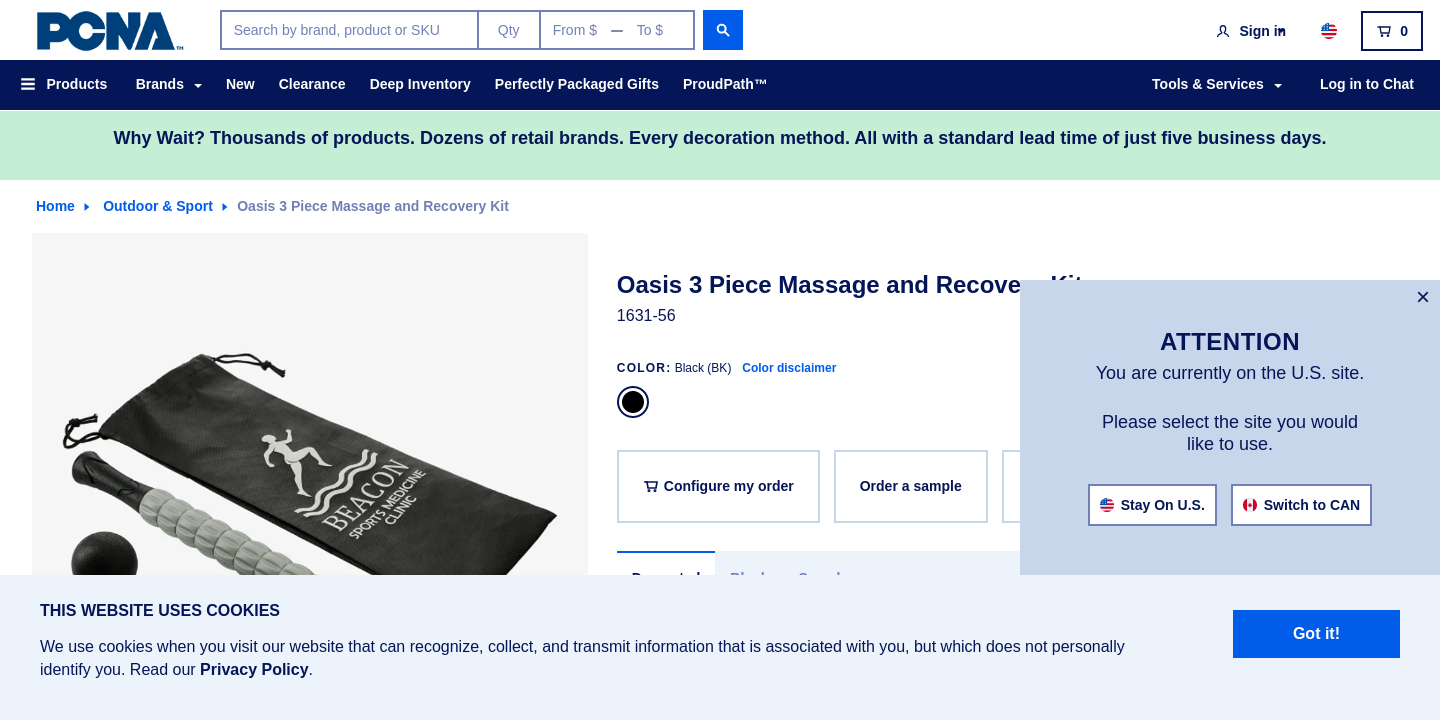 PCNA™
Search by brand, product or SKU
Qty
From $ — To $
Sign in
0
Products
Brands
New
Clearance
Deep Inventory
Perfectly Packaged Gifts
ProudPath™
Tools & Services
Log in to Chat
Why Wait? Thousands of products. Dozens of retail brands. Every decoration method. All with a standard lead time of just five business days.
Home
Outdoor & Sport
Oasis 3 Piece Massage and Recovery Kit
BEACON
SPORTS MEDICINE
CLINIC
Oasis 3 Piece Massage and Recovery Kit
1631-56
COLOR: Black (BK) Color disclaimer
Configure my order
Order a sample
ATTENTION
You are currently on the U.S. site.
Please select the site you would
like to use.
Stay On U.S.
Switch to CAN
THIS WEBSITE USES COOKIES
We use cookies when you visit our website that can recognize, collect, and transmit information that is associated with you, but which does not personally
identify you. Read our Privacy Policy.
Got it!